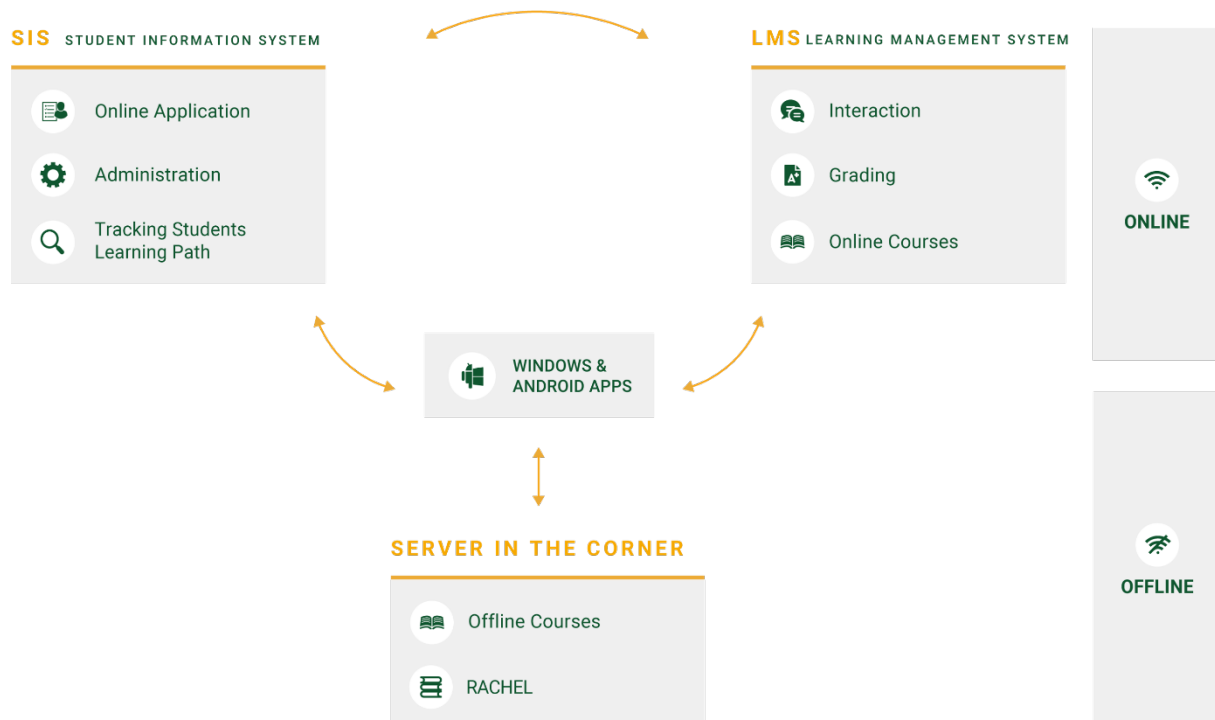 SIS STUDENT INFORMATION SYSTEM
Online Application
Administration
Tracking Students
Learning Path
LMS LEARNING MANAGEMENT SYSTEM
Interaction
Grading
Online Courses
ONLINE
WINDOWS &
ANDROID APPS
SERVER IN THE CORNER
Offline Courses
RACHEL
OFFLINE